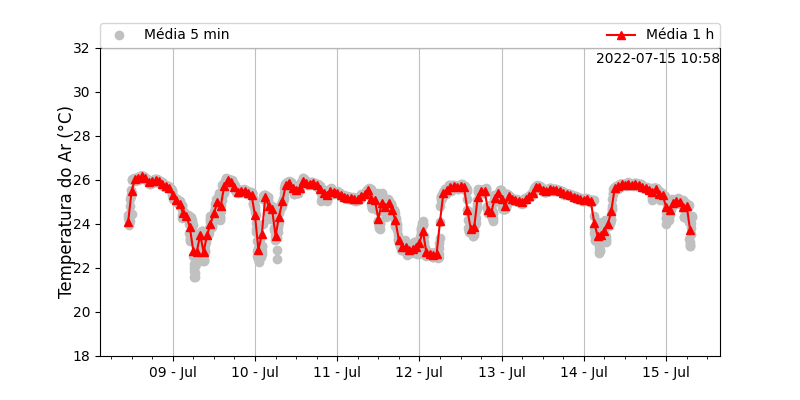 Média 5 min
Média 1 h
2022-07-15 10:58
Temperatura do Ar (°C)
32
30
28
26
24
22
20
18
09 - Jul
10 - Jul
11 - Jul
12 - Jul
13 - Jul
14 - Jul
15 - Jul